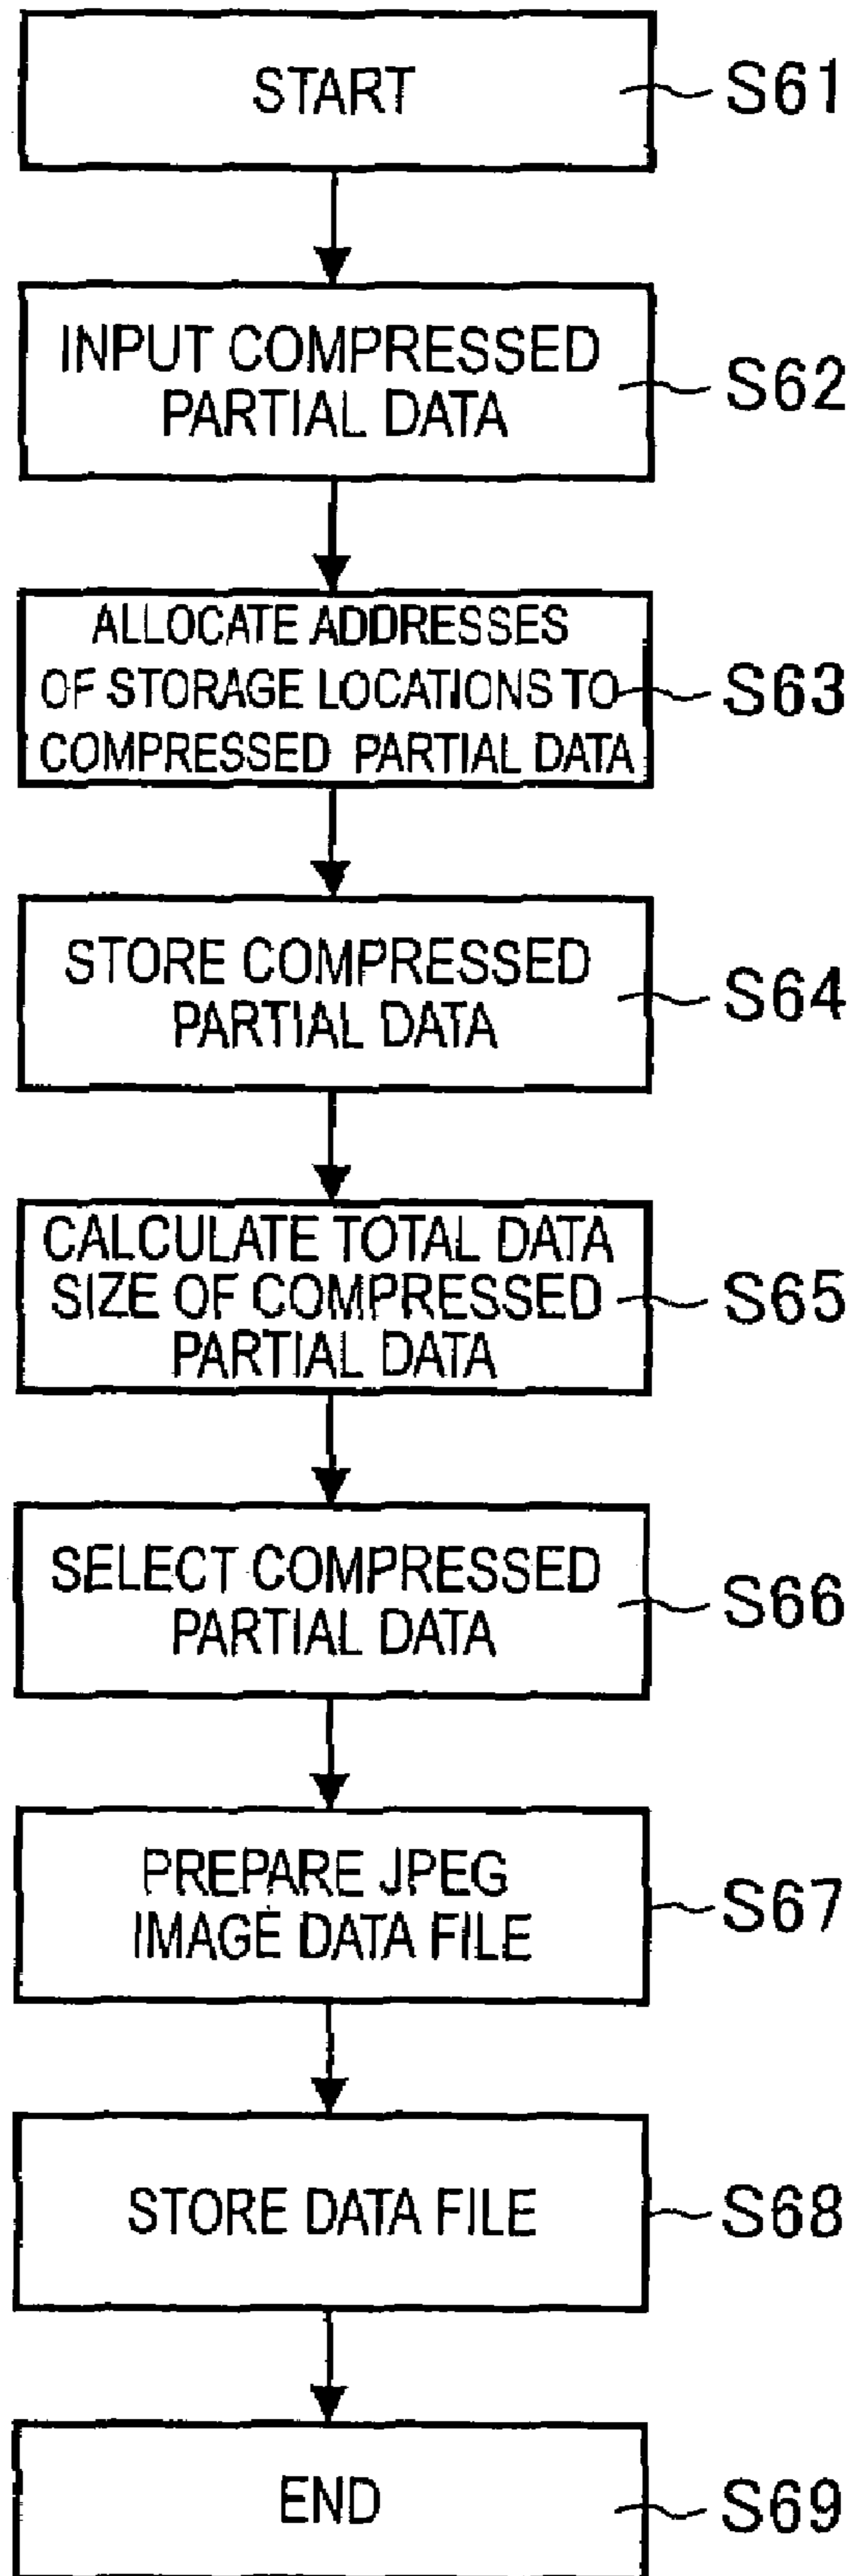 START
S61
INPUT COMPRESSED
PARTIAL DATA
S62
ALLOCATE ADDRESSES
OF STORAGE LOCATIONS TO
COMPRESSED PARTIAL DATA
S63
STORE COMPRESSED
PARTIAL DATA
S64
CALCULATE TOTAL DATA
SIZE OF COMPRESSED
PARTIAL DATA
S65
SELECT COMPRESSED
PARTIAL DATA
S66
PREPARE JPEG
IMAGE DATA FILE
S67
STORE DATA FILE
S68
END
S69